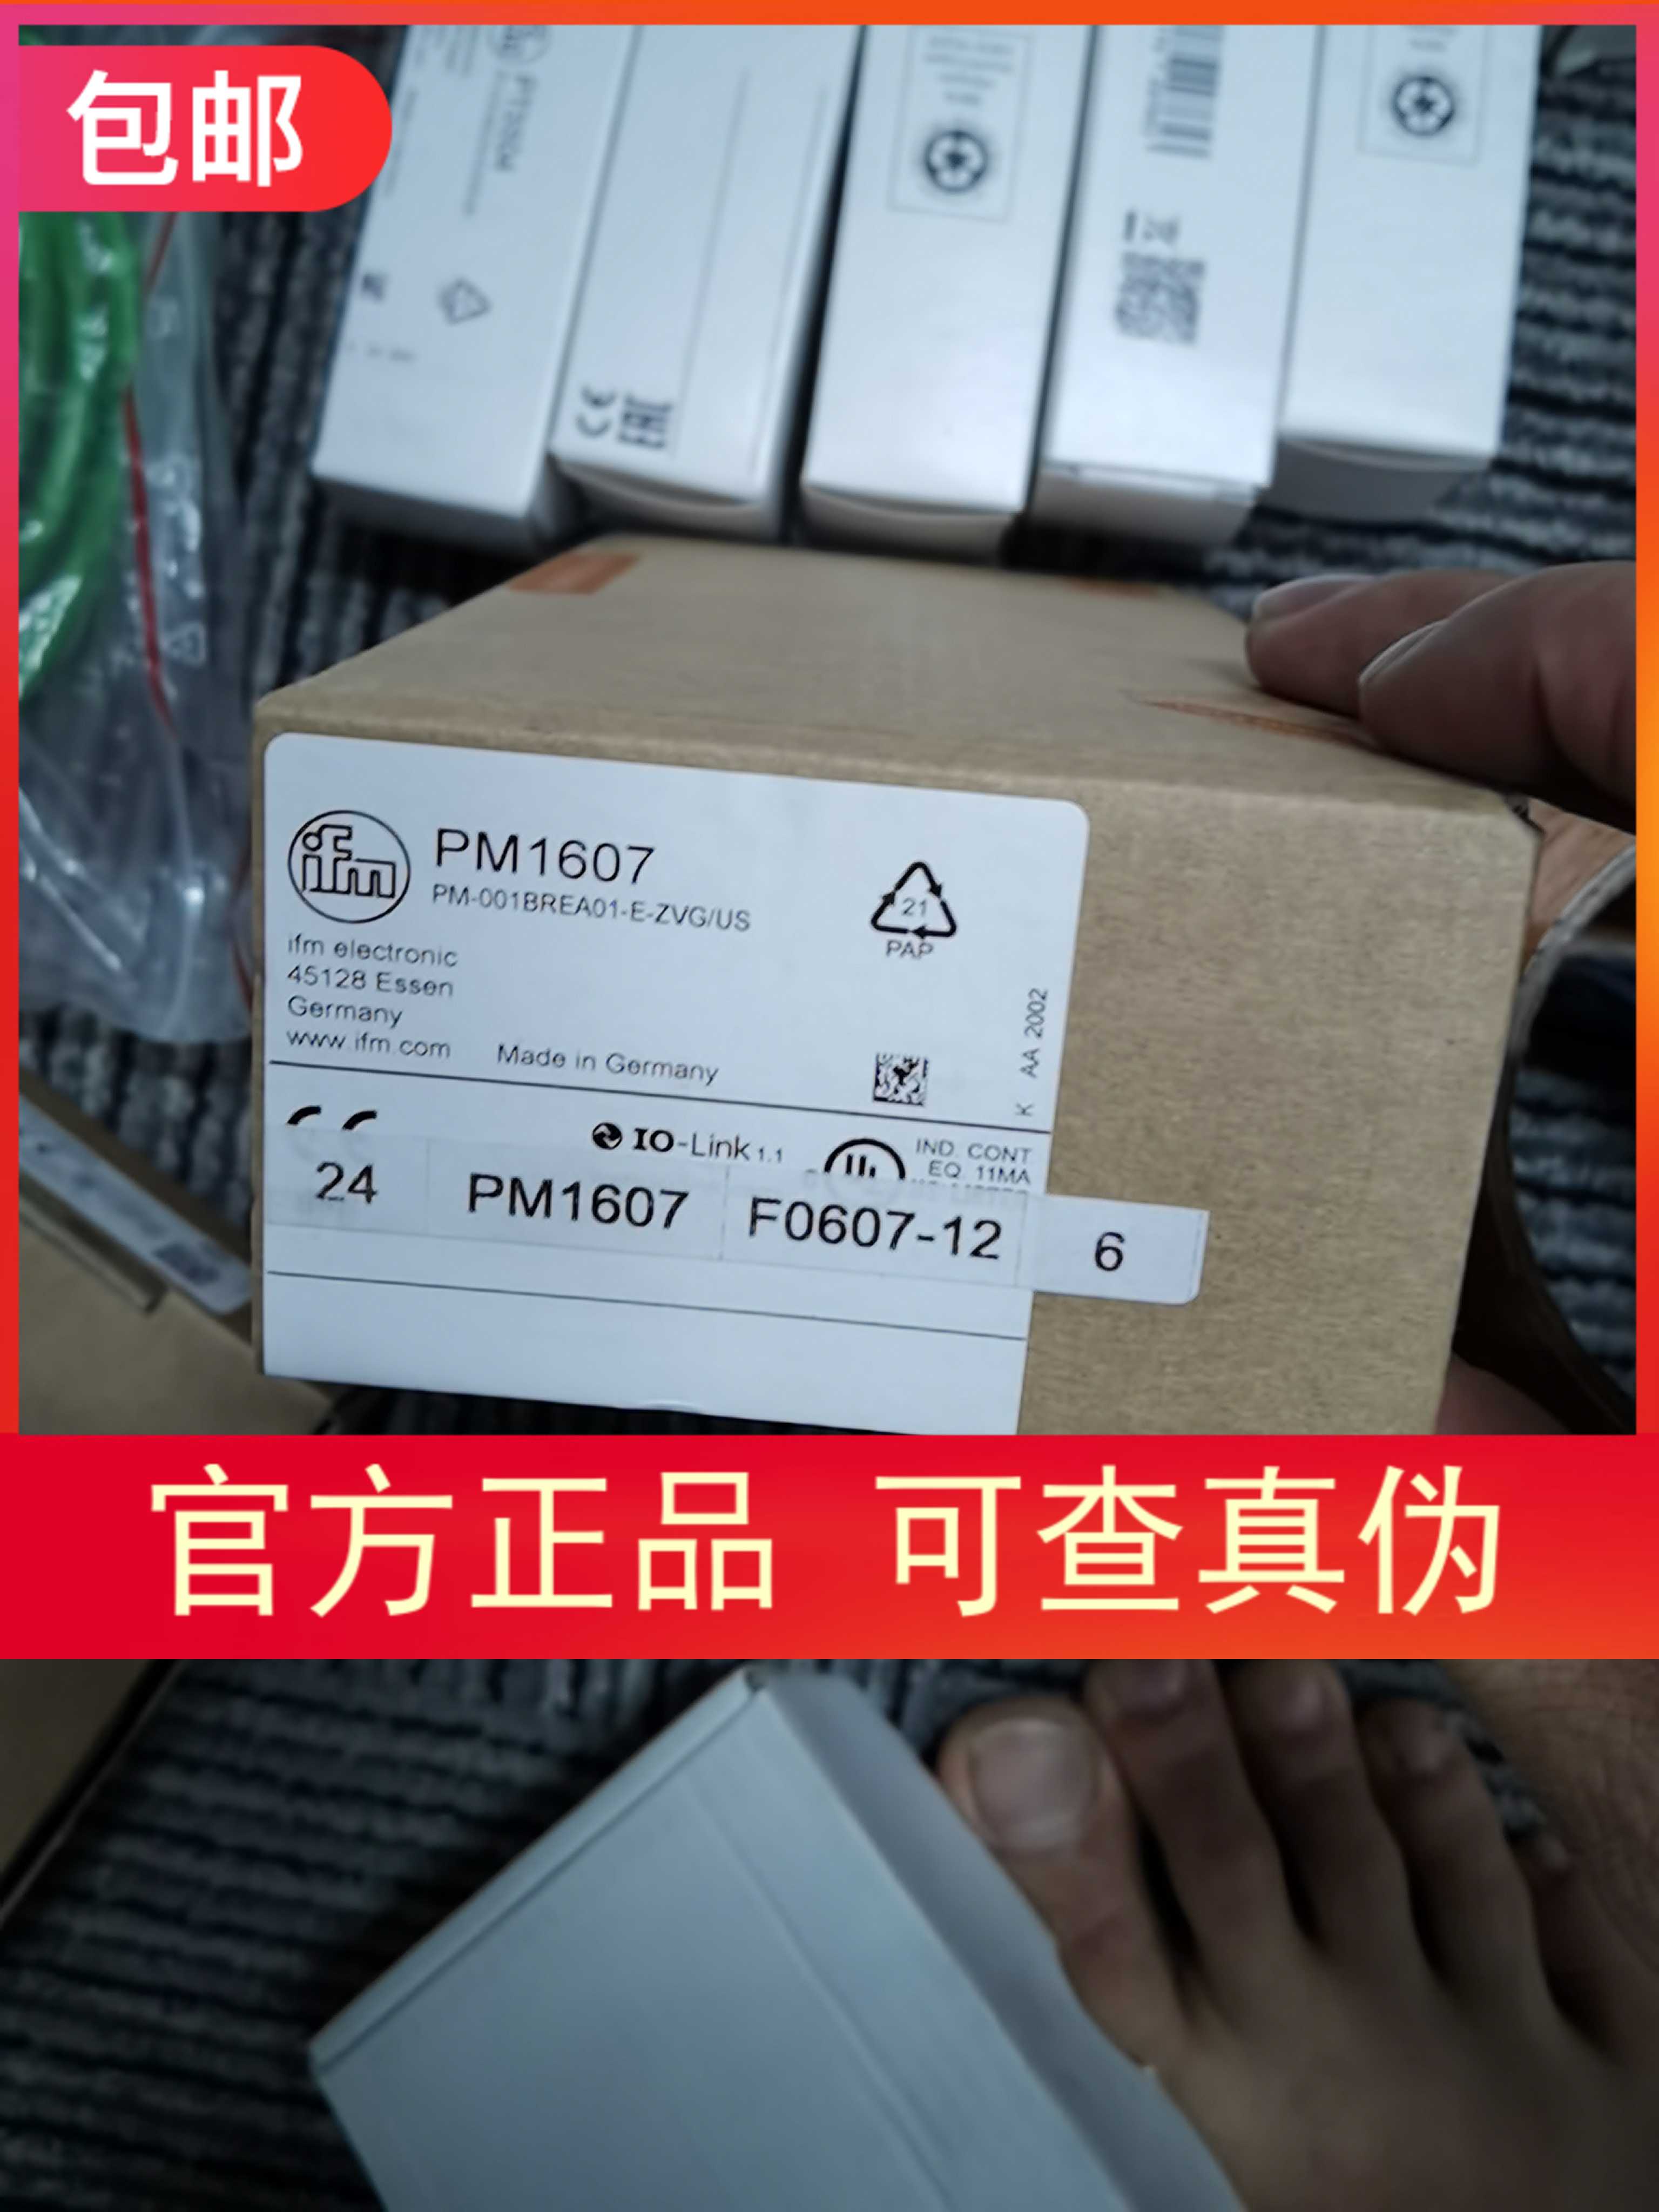 包邮
ifm
PM1607
PM-001BREA01-E-ZVG/US
21
PAP
ifm electronic
45128 Essen
Germany
www.ifm.com
Made in Germany
K AA 2002
IO-Link 1.1
IND. CONT
EQ. 11MA
24 PM1607 F0607-12 6
CE
EAC
官方正品 可查真伪